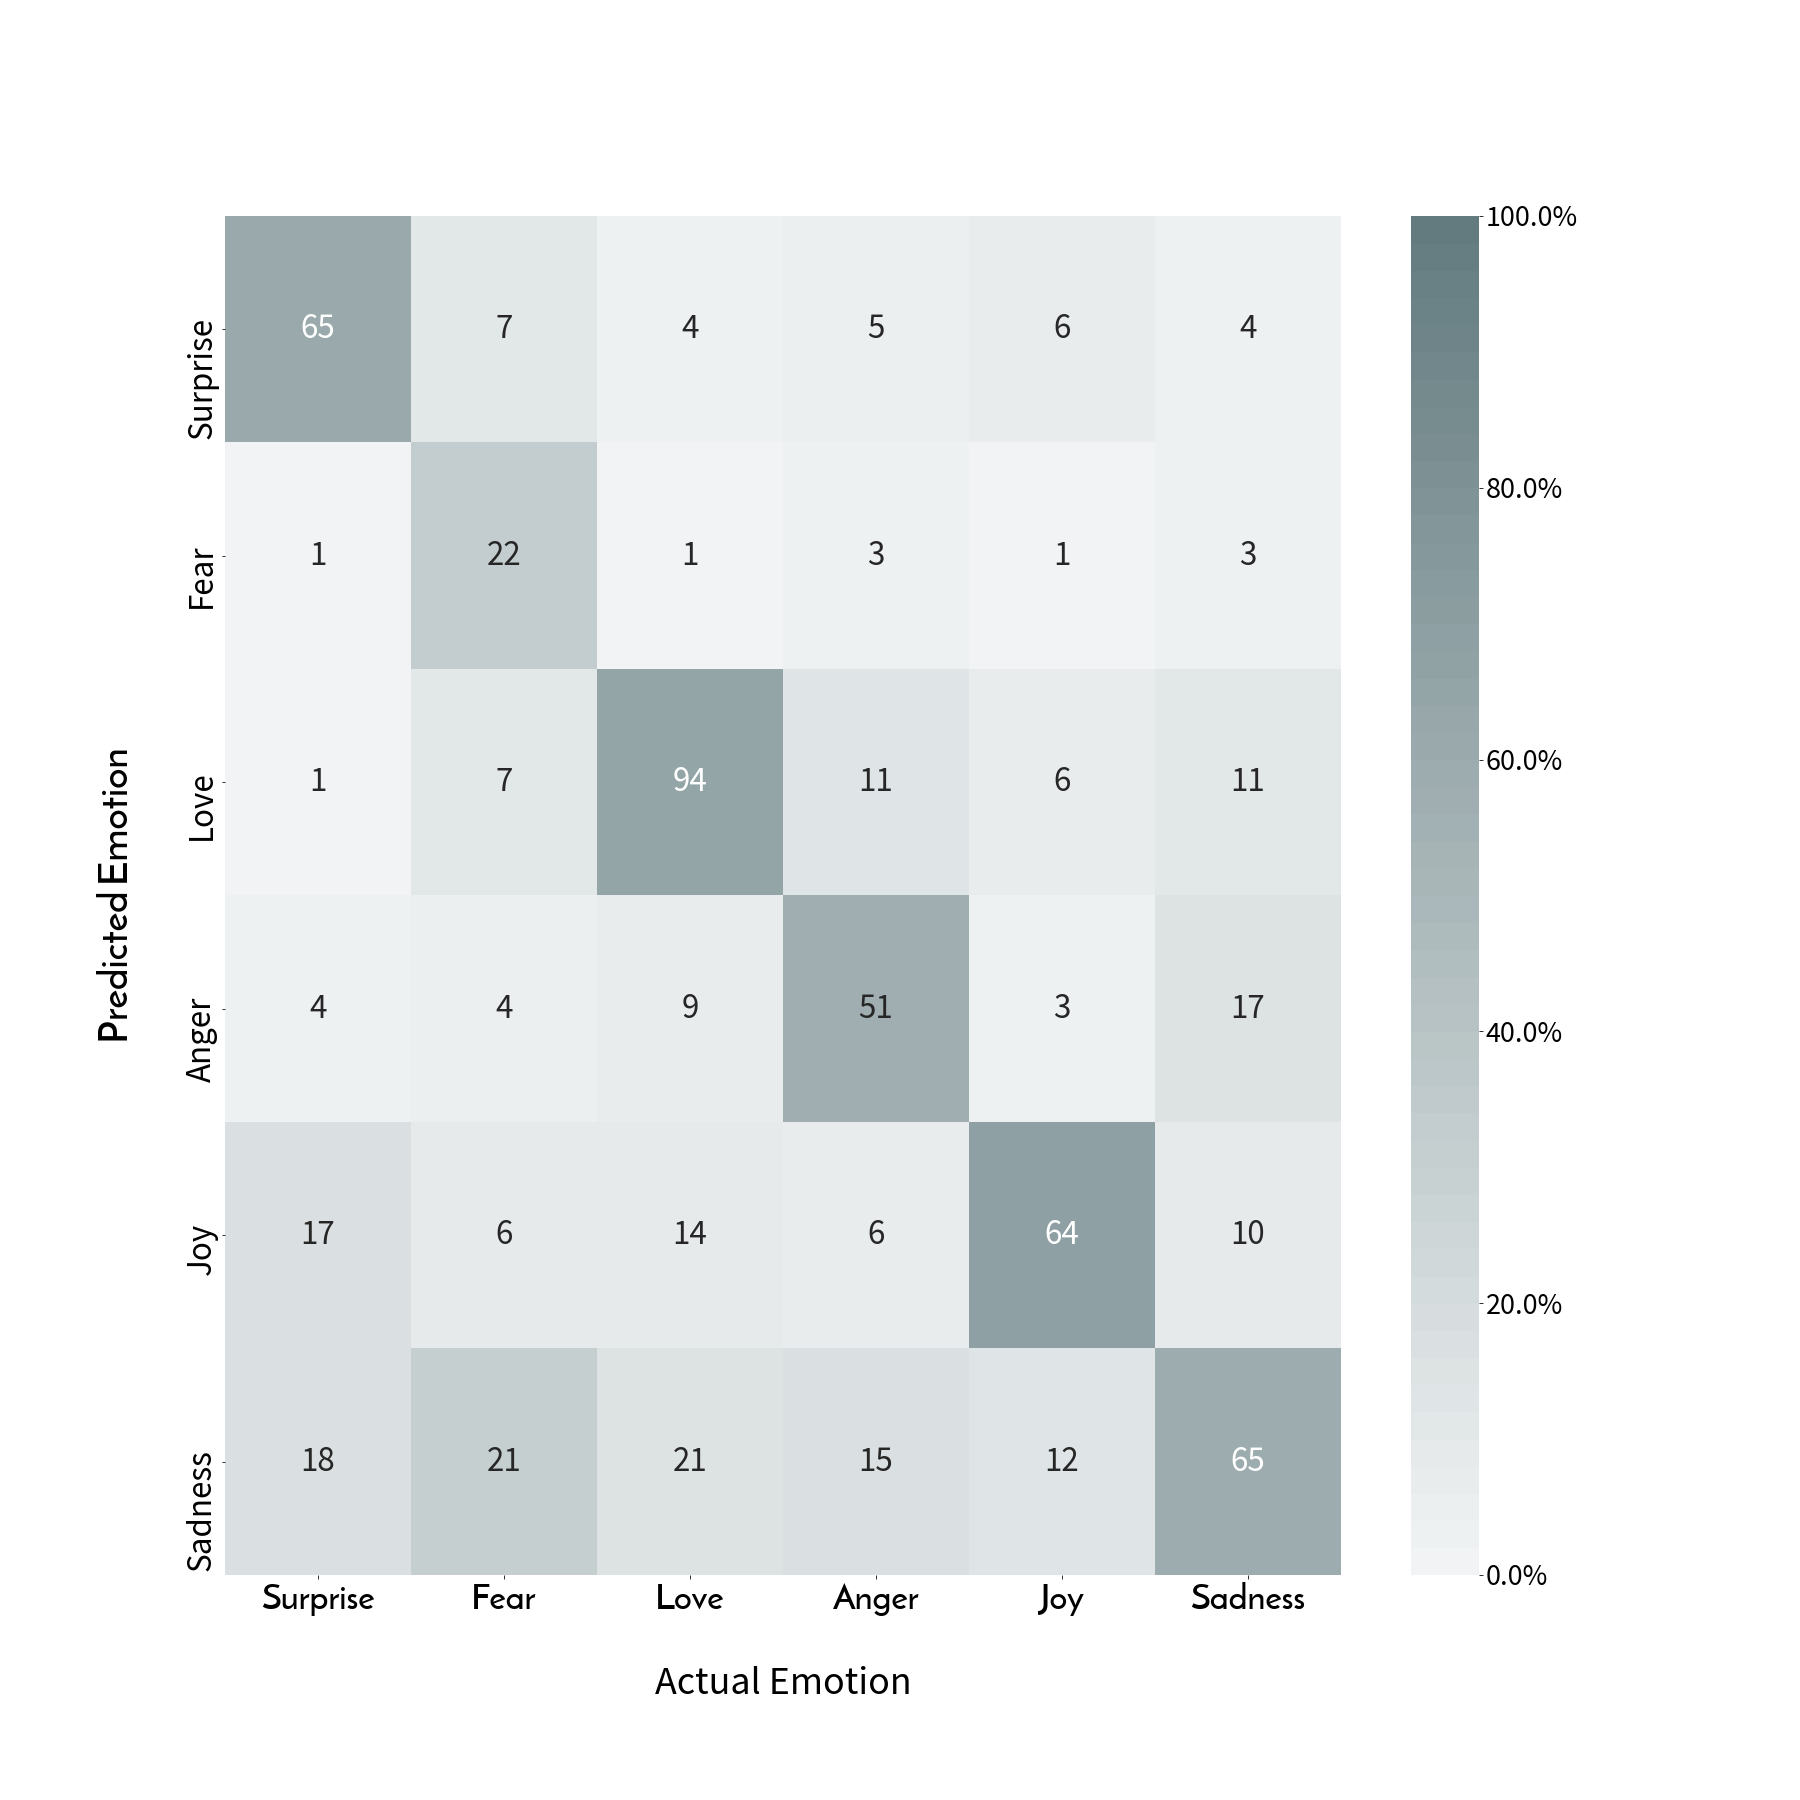 100.0%
Surprise 65 7 4 5 6 4
80.0%
Fear 1 22 1 3 1 3
Love 1 7 94 11 6 11
60.0%
Predicted Emotion
Anger 4 4 9 51 3 17
40.0%
Joy 17 6 14 6 64 10
20.0%
Sadness 18 21 21 15 12 65
0.0%
Surprise Fear Love Anger Joy Sadness
Actual Emotion